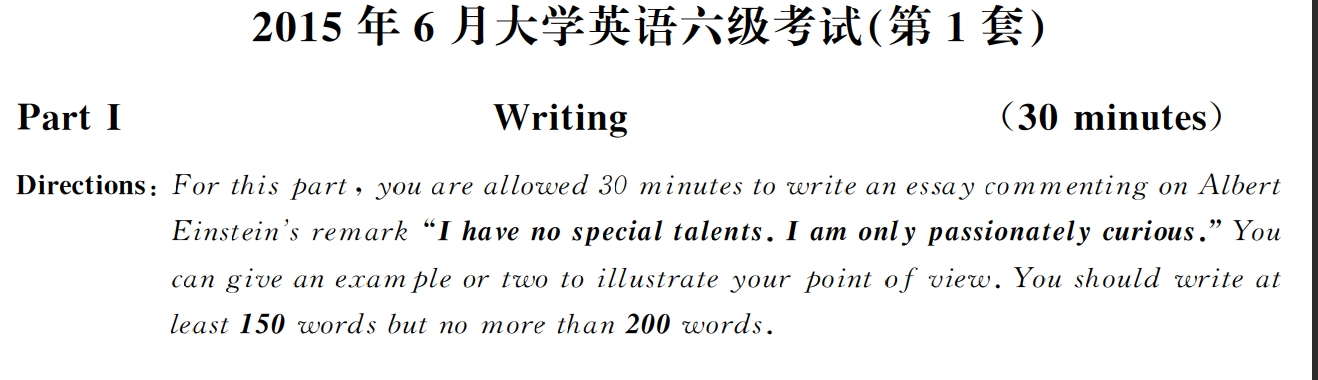 2015 年 6 月大学英语六级考试(第 1 套)
Part I Writing (30 minutes)
Directions: For this part, you are allowed 30 minutes to write an essay commenting on Albert
Einstein's remark “I have no special talents. I am only passionately curious.” You
can give an example or two to illustrate your point of view. You should write at
least 150 words but no more than 200 words.